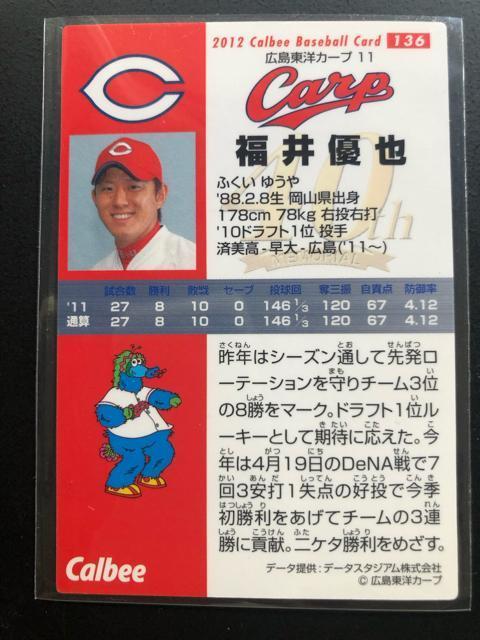 2012 Calbee Baseball Card 136
広島東洋カープ 11
Carp
福井優也
ふくい ゆうや
'88.2.8生 岡山県出身
178cm 78kg 右投右打
'10ドラフト1位 投手
済美高 - 早大 - 広島('11〜)
40th
MEMORIAL
試合数 勝利 敗戦 セーブ 投球回 奪三振 自責点 防御率
'11 27 8 10 0 146 1/3 120 67 4.12
通算 27 8 10 0 146 1/3 120 67 4.12
昨年はシーズン通して先発ロ
ーテーションを守りチーム3位
の8勝をマーク。ドラフト1位ル
ーキーとして期待に応えた。今
年は4月19日のDeNA戦で7
回3安打1失点の好投で今季
初勝利をあげてチームの3連
勝に貢献。二ケタ勝利をめざす。
データ提供：データスタジアム株式会社
© 広島東洋カープ
Calbee